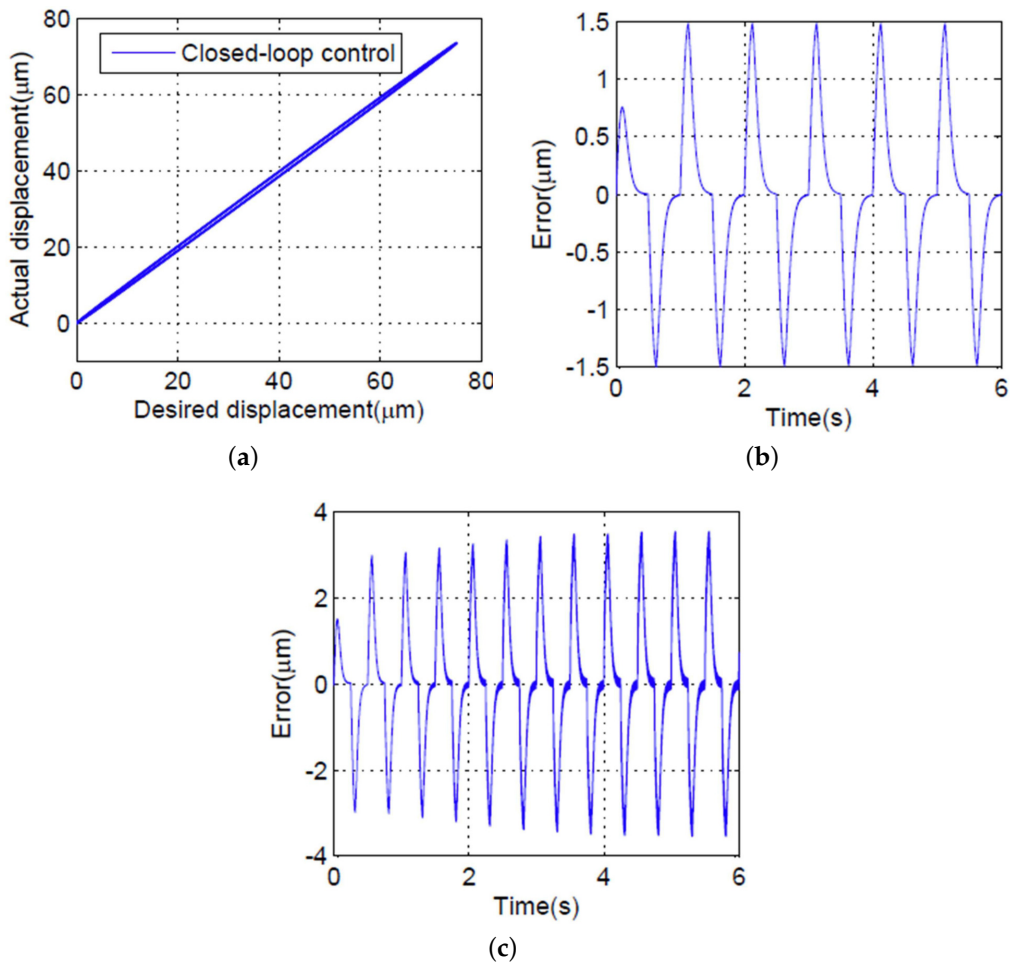 80
60
40
20
0
Actual displacement(μm)
Closed-loop control
0 20 40 60 80
Desired displacement(μm)
(a)
1.5
1
0.5
0
-0.5
-1
-1.5
Error(μm)
0 2 4 6
Time(s)
(b)
4
2
0
-2
-4
Error(μm)
0 2 4 6
Time(s)
(c)